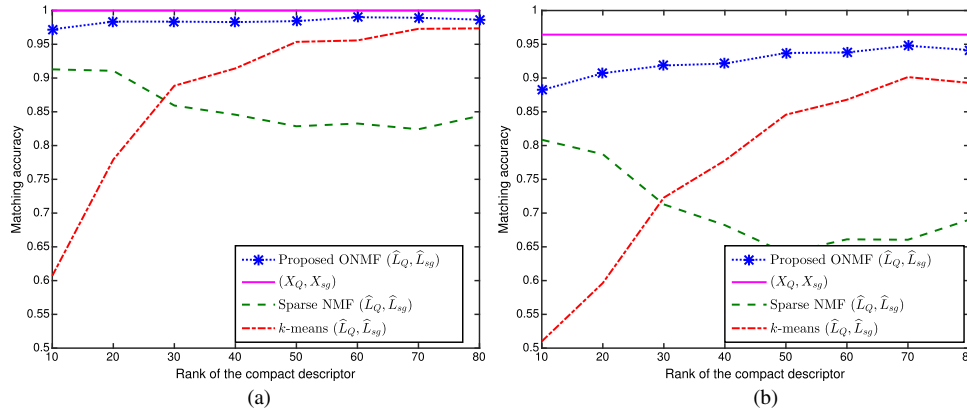 1
0.95
0.9
0.85
0.8
0.75
0.7
0.65
0.6
0.55
0.5
Matching accuracy
Proposed ONMF (L̂_Q, L̂_sg)
(X_Q, X_sg)
Sparse NMF (L̂_Q, L̂_sg)
k-means (L̂_Q, L̂_sg)
10 20 30 40 50 60 70 80
Rank of the compact descriptor
(a)
1
0.95
0.9
0.85
0.8
0.75
0.7
0.65
0.6
0.55
0.5
Matching accuracy
Proposed ONMF (L̂_Q, L̂_sg)
(X_Q, X_sg)
Sparse NMF (L̂_Q, L̂_sg)
k-means (L̂_Q, L̂_sg)
10 20 30 40 50 60 70 80
Rank of the compact descriptor
(b)